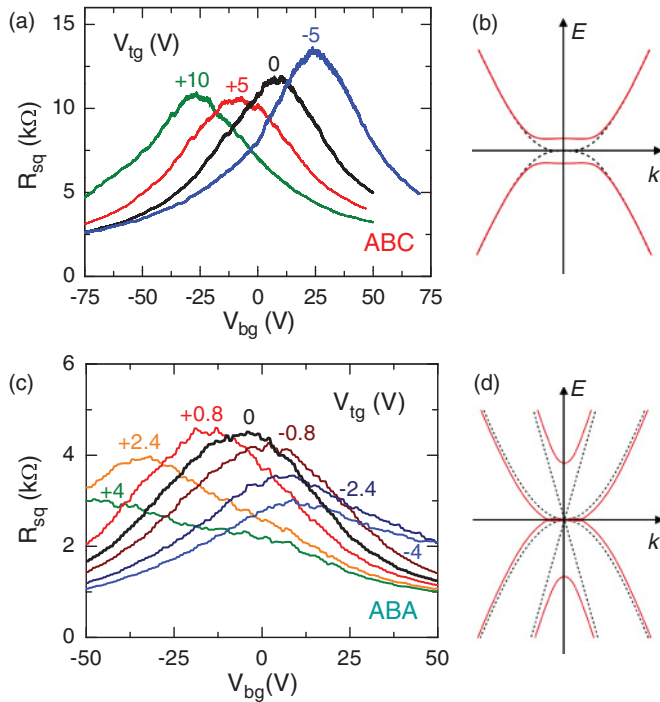 (a)
V_tg (V)
+10
+5
0
-5
15
10
5
0
R_sq (kΩ)
ABC
-75 -50 -25 0 25 50 75
V_bg (V)
(b)
E
k
(c)
V_tg (V)
+4
+2.4
+0.8
0
-0.8
-2.4
-4
6
4
2
0
R_sq (kΩ)
ABA
-50 -25 0 25 50
V_bg(V)
(d)
E
k